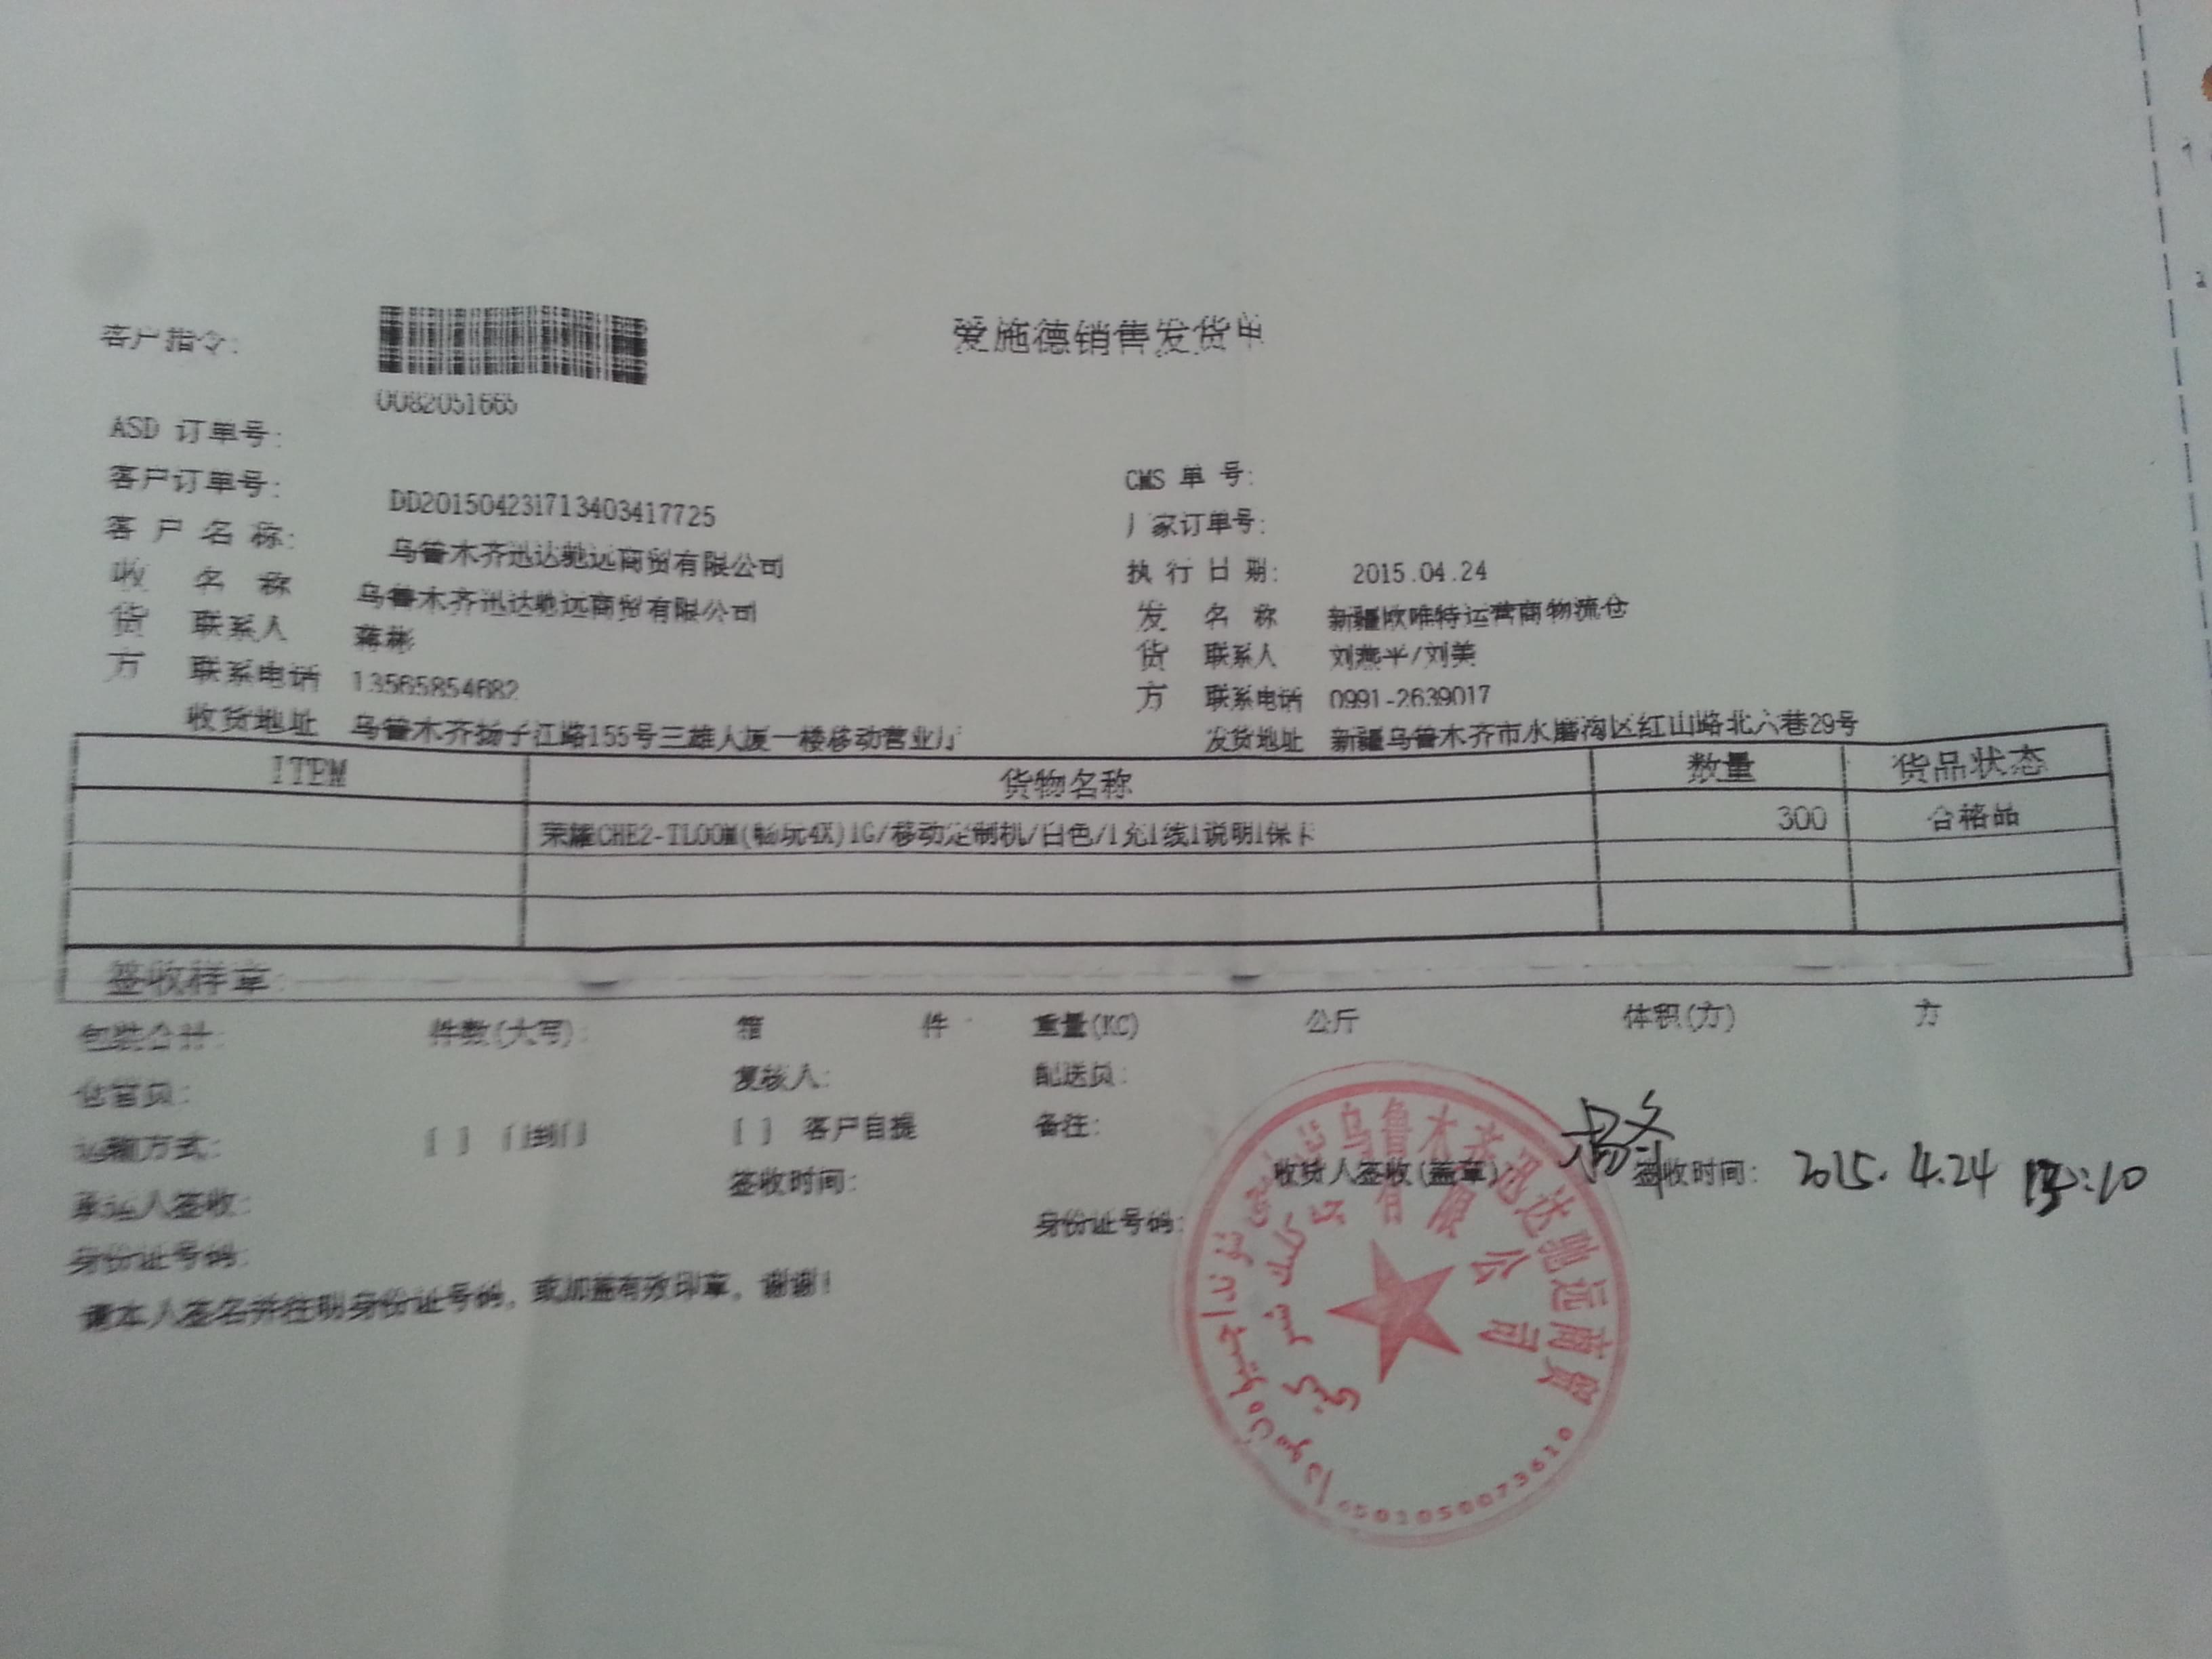 爱施德销售发货单
客户指令:
0082051665
ASD 订单号:
客户订单号: DD20150423171340341​7725
客户名称: 乌鲁木齐迅达驰远商贸有限公司
收货方 名称 乌鲁木齐迅达驰远商贸有限公司
联系人 蒋彬
联系电话 13565854682
收货地址 乌鲁木齐扬子江路155号三雄大厦一楼移动营业厅
CMS 单号:
厂家订单号:
执行日期: 2015.04.24
发货方 名称 新疆欧唯特运营商物流仓
联系人 刘燕平/刘美
联系电话 0991-2639017
发货地址 新疆乌鲁木齐市水磨沟区红山路北六巷29号
ITEM 货物名称 数量 货品状态
荣耀CHE2-TL00M(畅玩4X)1G/移动定制机/白色/1充1线1说明1保卡 300 合格品
签收样章:
包装合计: 件数(大写): 箱 件 重量(KG) 公斤 体积(方) 方
仓管员: 复核人: 配送员:
运输方式: [ ] 门到门 [ ] 客户自提 备注:
承运人签收: 签收时间: 收货人签收(盖章): 签收时间: 2015.4.24
身份证号码: 身份证号码:
请本人签名并注明身份证号码，或加盖有效印章。谢谢!
乌鲁木齐迅达驰远商贸
有限公司
6501050073610